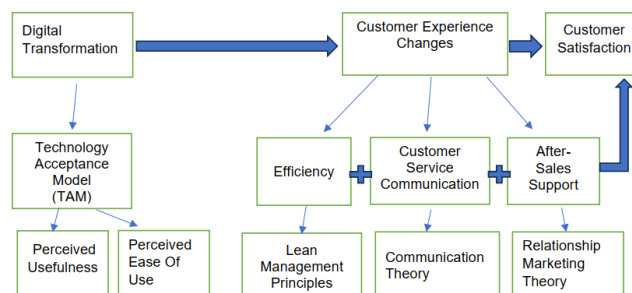 Digital
Transformation
Customer Experience
Changes
Customer
Satisfaction
Technology
Acceptance
Model
(TAM)
Efficiency
Customer
Service
Communication
After-
Sales
Support
Perceived
Usefulness
Perceived
Ease Of
Use
Lean
Management
Principles
Communication
Theory
Relationship
Marketing
Theory